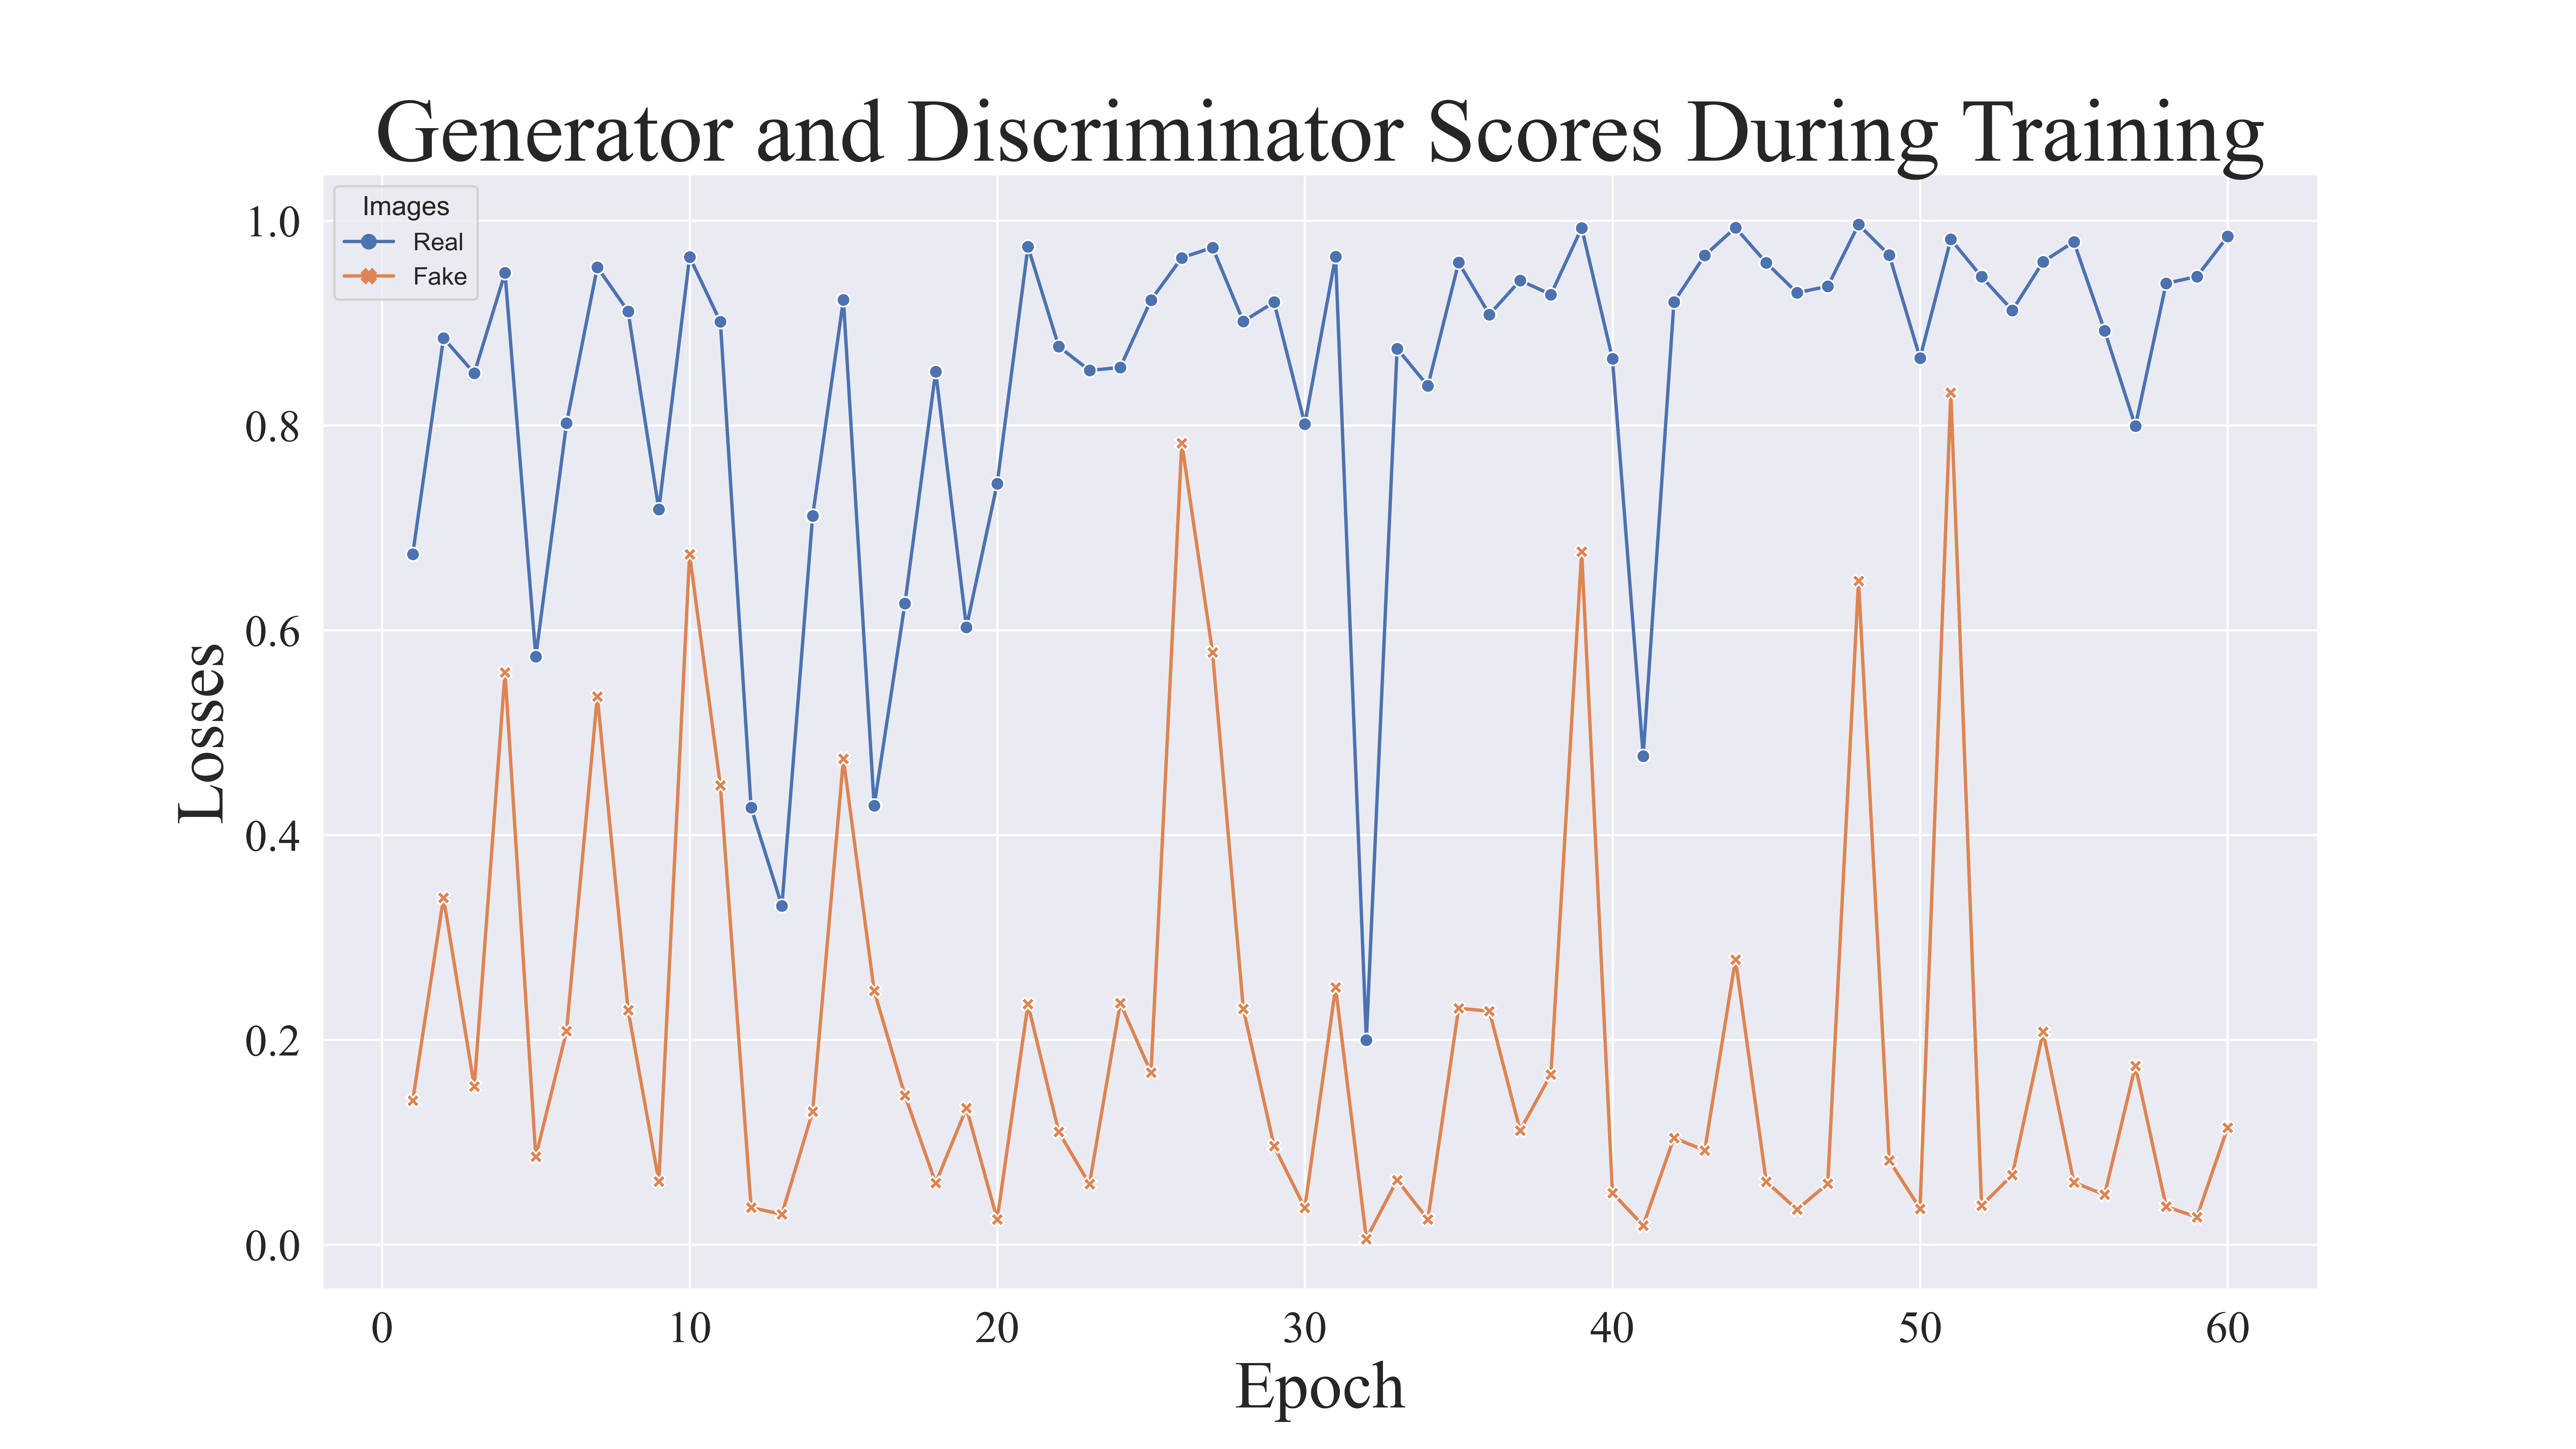 Generator and Discriminator Scores During Training
Images
Real
Fake
1.0
0.8
0.6
0.4
0.2
0.0
Losses
0 10 20 30 40 50 60
Epoch